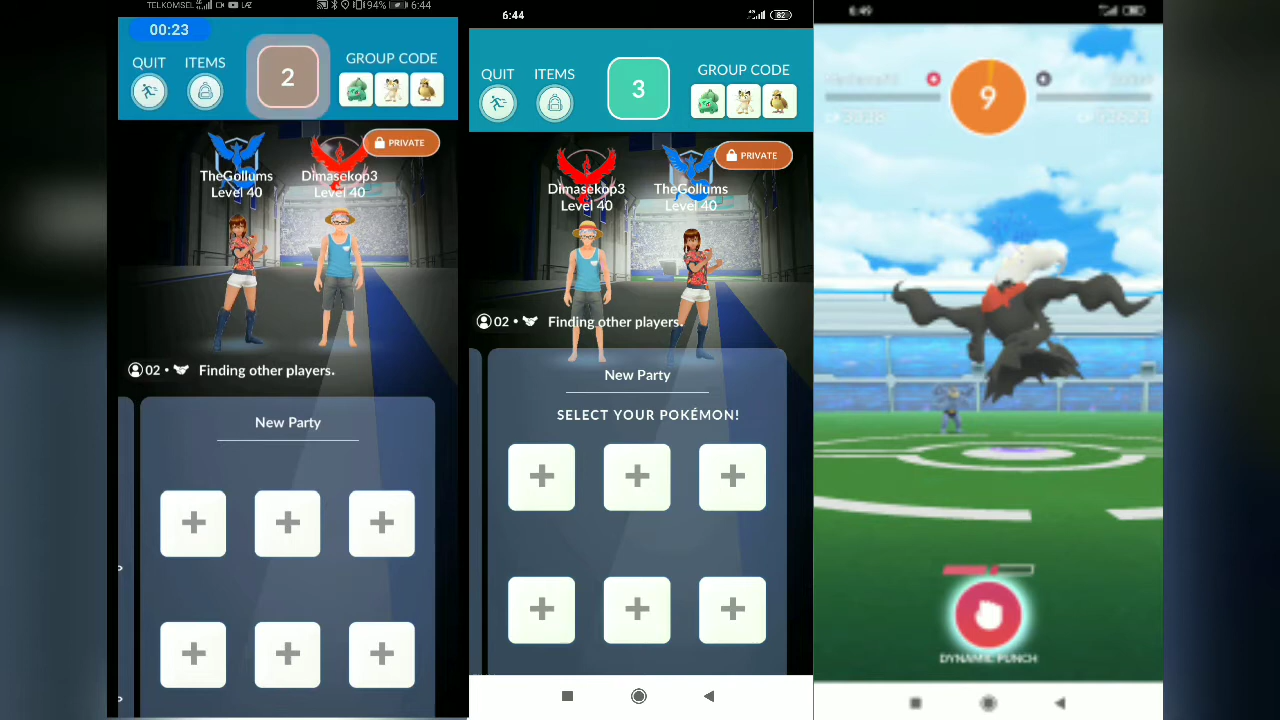 TELKOMSEL
94%
6:44
00:23
QUIT
ITEMS
2
GROUP CODE
PRIVATE
TheGollums
Level 40
Dimasekop3
Level 40
02 • Finding other players.
New Party
6:44
82
QUIT
ITEMS
3
GROUP CODE
PRIVATE
Dimasekop3
Level 40
TheGollums
Level 40
02 • Finding other players.
New Party
SELECT YOUR POKÉMON!
9
DYNAMIC PUNCH